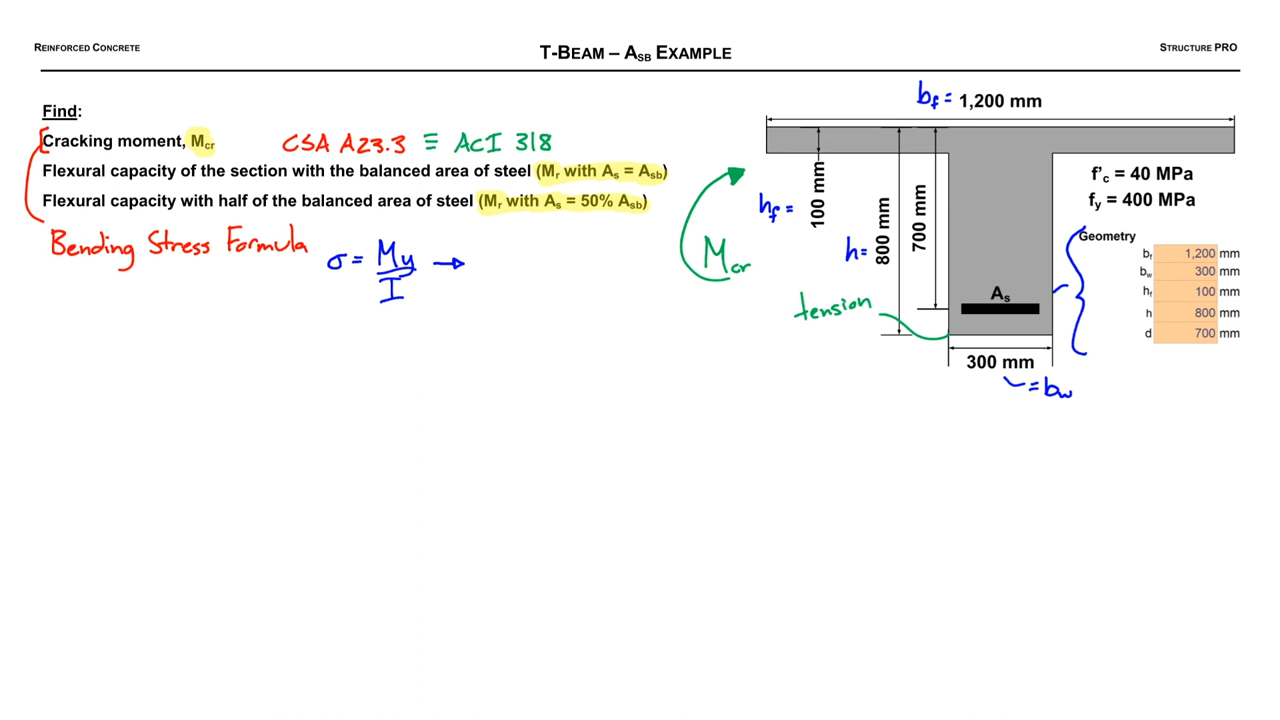 REINFORCED CONCRETE
T-BEAM – ASB EXAMPLE
STRUCTURE PRO
Find:
Cracking moment, Mcr
CSA A23.3 ≡ ACI 318
Flexural capacity of the section with the balanced area of steel (Mr with As = Asb)
Flexural capacity with half of the balanced area of steel (Mr with As = 50% Asb)
Bending Stress Formula
σ = My/I →
bf = 1,200 mm
hf = 100 mm
h = 800 mm
700 mm
Mcr
tension
As
300 mm
= bw
f'c = 40 MPa
fy = 400 MPa
Geometry
bf 1,200 mm
bw 300 mm
hf 100 mm
h 800 mm
d 700 mm